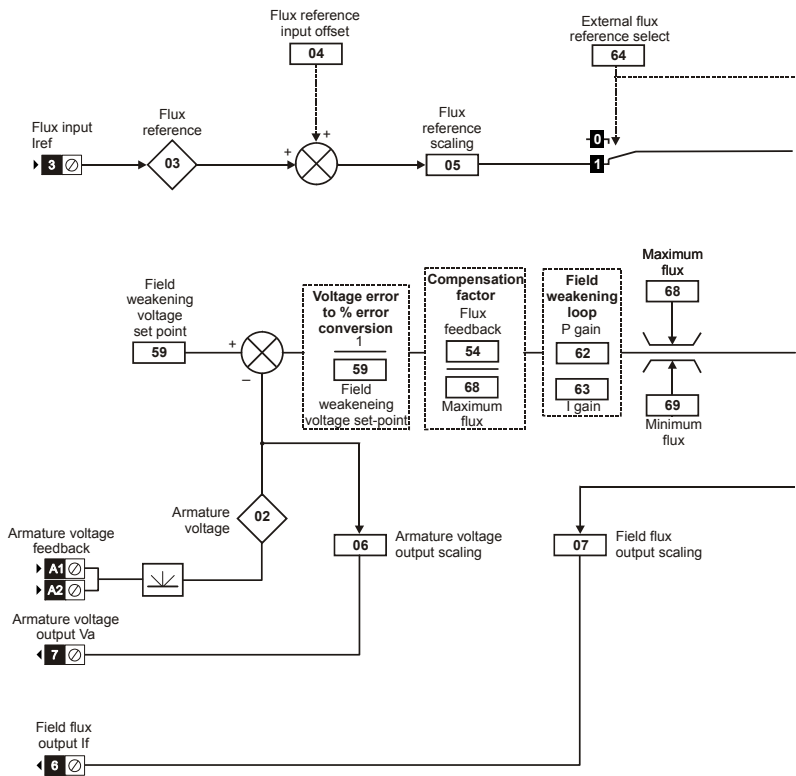 Flux reference
input offset
04
External flux
reference select
64
Flux input
Iref
3
Flux
reference
03
+
+
Flux
reference
scaling
05
0
1
Field
weakening
voltage
set point
59
+
–
Voltage error
to % error
conversion
1
59
Field
weakeneing
voltage set-point
Compensation
factor
Flux
feedback
54
68
Maximum
flux
Field
weakening
loop
P gain
62
63
I gain
Maximum
flux
68
69
Minimum
flux
Armature voltage
feedback
A1
A2
Armature
voltage
02
06
Armature voltage
output scaling
07
Field flux
output scaling
Armature voltage
output Va
7
Field flux
output If
6